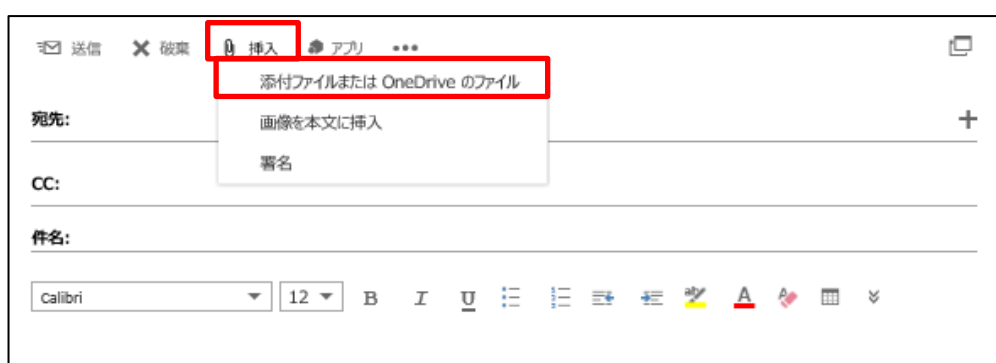 送信 破棄 挿入 アプリ •••
添付ファイルまたは OneDrive のファイル
宛先:
画像を本文に挿入
署名
CC:
件名:
Calibri 12 B I U